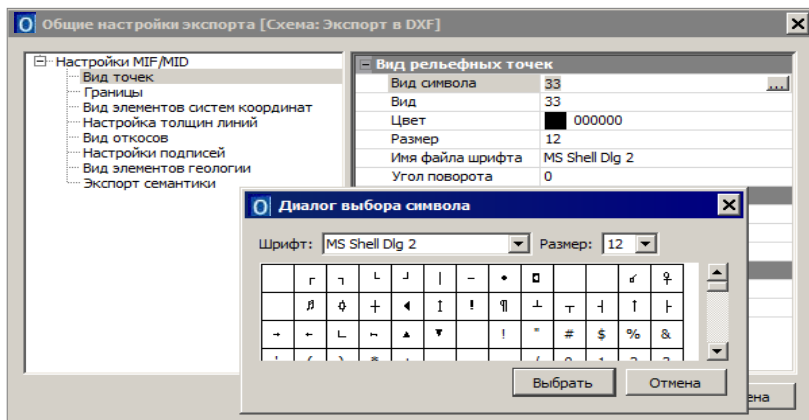 Общие настройки экспорта [Схема: Экспорт в DXF]
Настройки MIF/MID
Вид точек
Границы
Вид элементов систем координат
Настройка толщин линий
Вид откосов
Настройки подписей
Вид элементов геологии
Экспорт семантики
Вид рельефных точек
Вид символа 33 ...
Вид 33
Цвет 000000
Размер 12
Имя файла шрифта MS Shell Dlg 2
Угол поворота 0
Диалог выбора символа
Шрифт: MS Shell Dlg 2 Размер: 12
! " # $ % &
Выбрать Отмена
ена